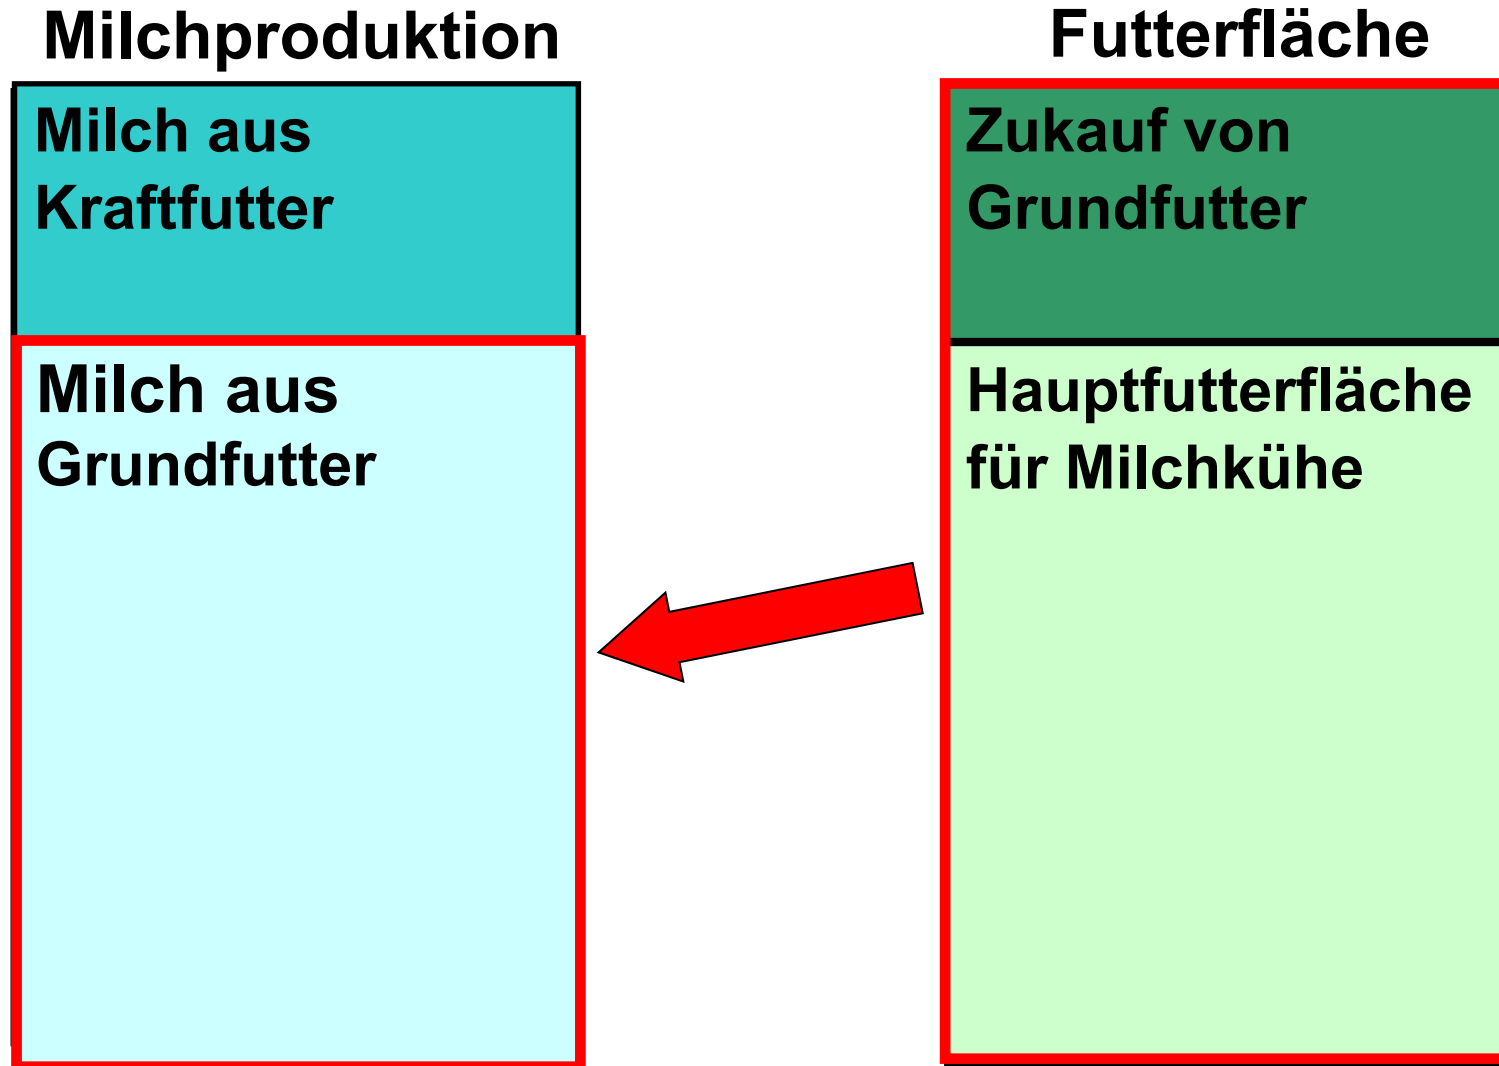 Milchproduktion
Milch aus
Kraftfutter
Milch aus
Grundfutter
Futterfläche
Zukauf von
Grundfutter
Hauptfutterfläche
für Milchkühe